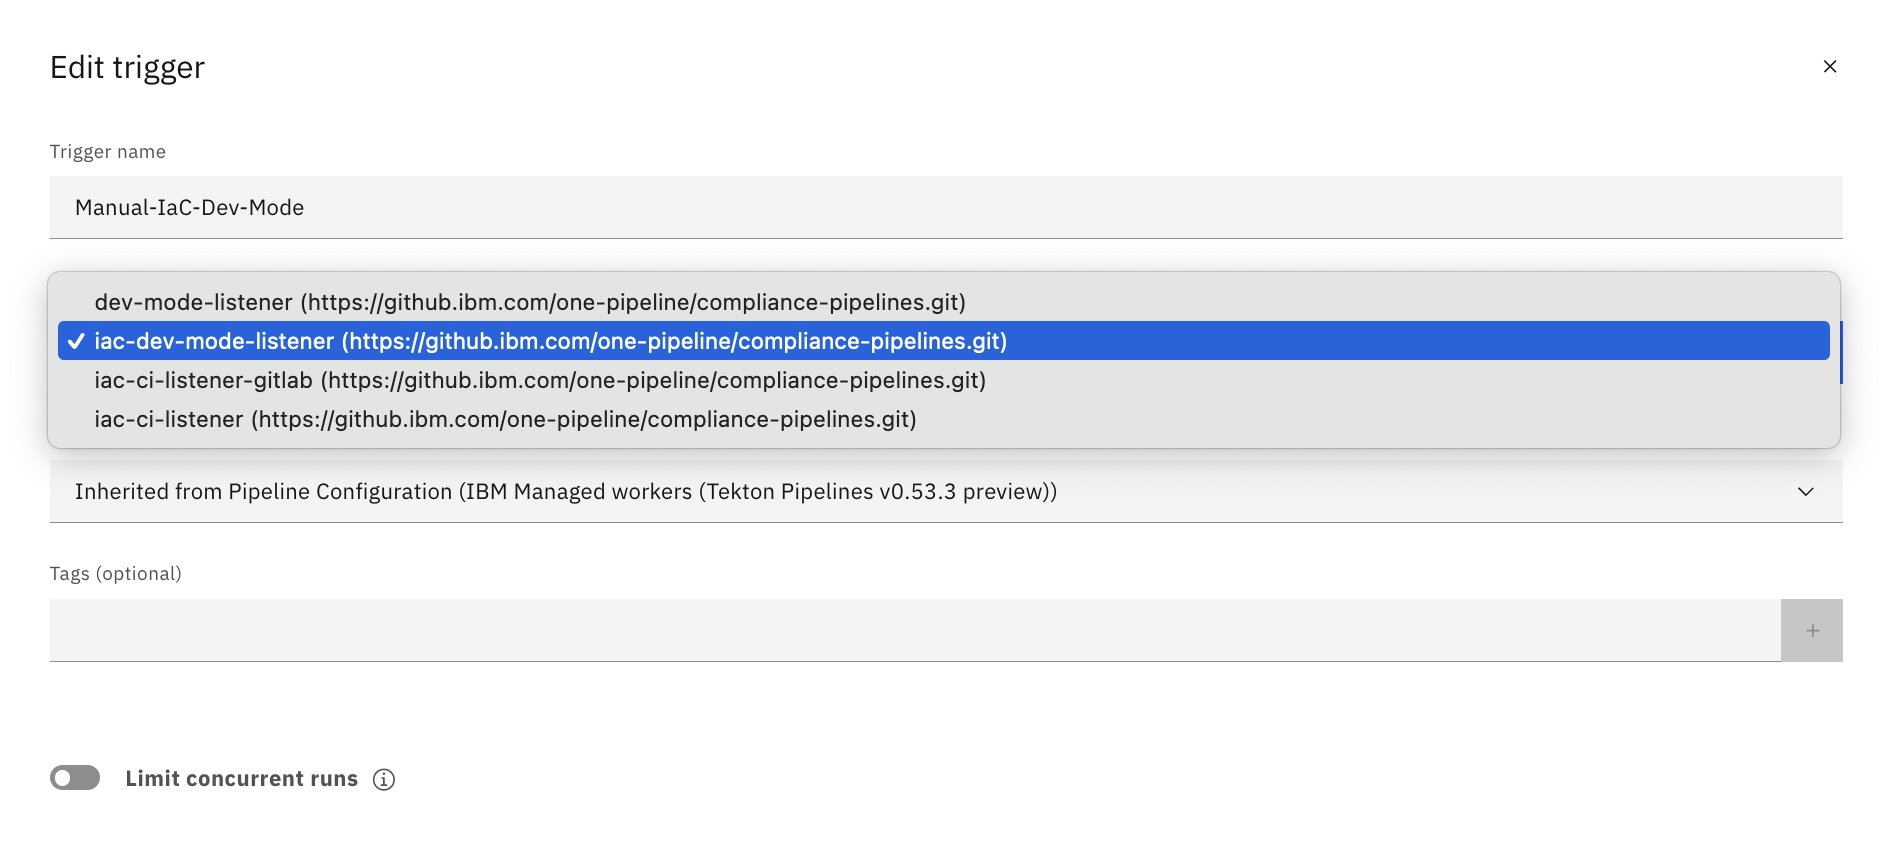 Edit trigger
Trigger name
Manual-IaC-Dev-Mode
dev-mode-listener (https://github.ibm.com/one-pipeline/compliance-pipelines.git)
iac-dev-mode-listener (https://github.ibm.com/one-pipeline/compliance-pipelines.git)
iac-ci-listener-gitlab (https://github.ibm.com/one-pipeline/compliance-pipelines.git)
iac-ci-listener (https://github.ibm.com/one-pipeline/compliance-pipelines.git)
Inherited from Pipeline Configuration (IBM Managed workers (Tekton Pipelines v0.53.3 preview))
Tags (optional)
Limit concurrent runs